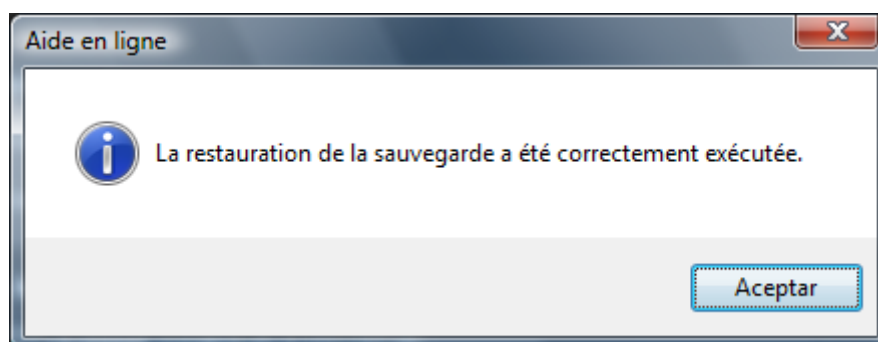 Aide en ligne
La restauration de la sauvegarde a été correctement exécutée.
Aceptar